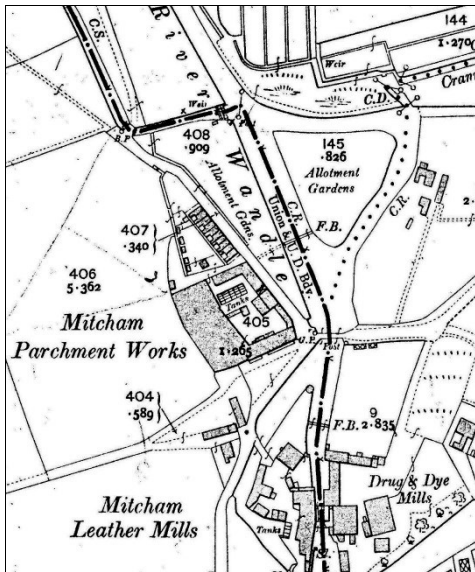 C.S.
River
Weir
144
1.270
Cran
C.D.
Weir
408
.909
Allotment Gdns.
Wandle
145
.826
Allotment
Gardens
C.R.
Union & U.D. Bdy.
F.B.
C.R.
2.
407
.340
406
5.362
Tanks
405
1.265
Mitcham
Parchment Works
G.P.
Post
404
.589
F.B.
9
2.835
Drug & Dye
Mills
Mitcham
Leather Mills
Tanks